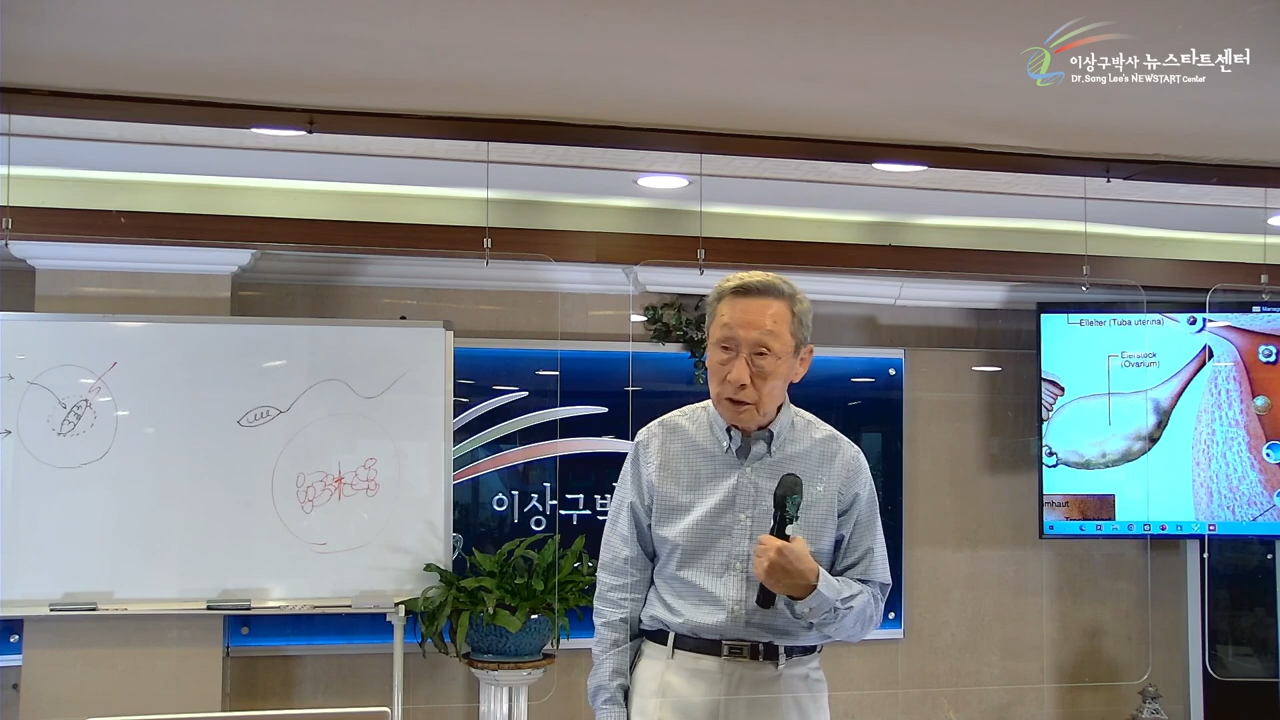 이상구박사 뉴스타트센터
Dr. Sang Lee's NEWSTART Center
Eileiter (Tuba uterina)
Eierstock
(Ovarium)
이상구박